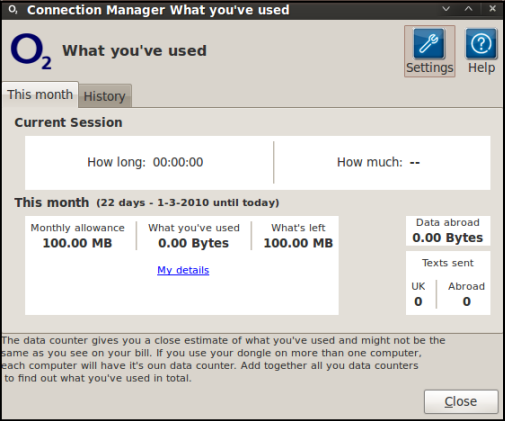 O2 Connection Manager What you've used
O2 What you've used
Settings Help
This month History
Current Session
How long: 00:00:00 How much: --
This month (22 days - 1-3-2010 until today)
Monthly allowance What you've used What's left Data abroad
100.00 MB 0.00 Bytes 100.00 MB 0.00 Bytes
My details Texts sent
UK Abroad
0 0
The data counter gives you a close estimate of what you've used and might not be the
same as you see on your bill. If you use your dongle on more than one computer,
each computer will have it's oun data counter. Add together all you data counters
to find out what you've used in total.
Close